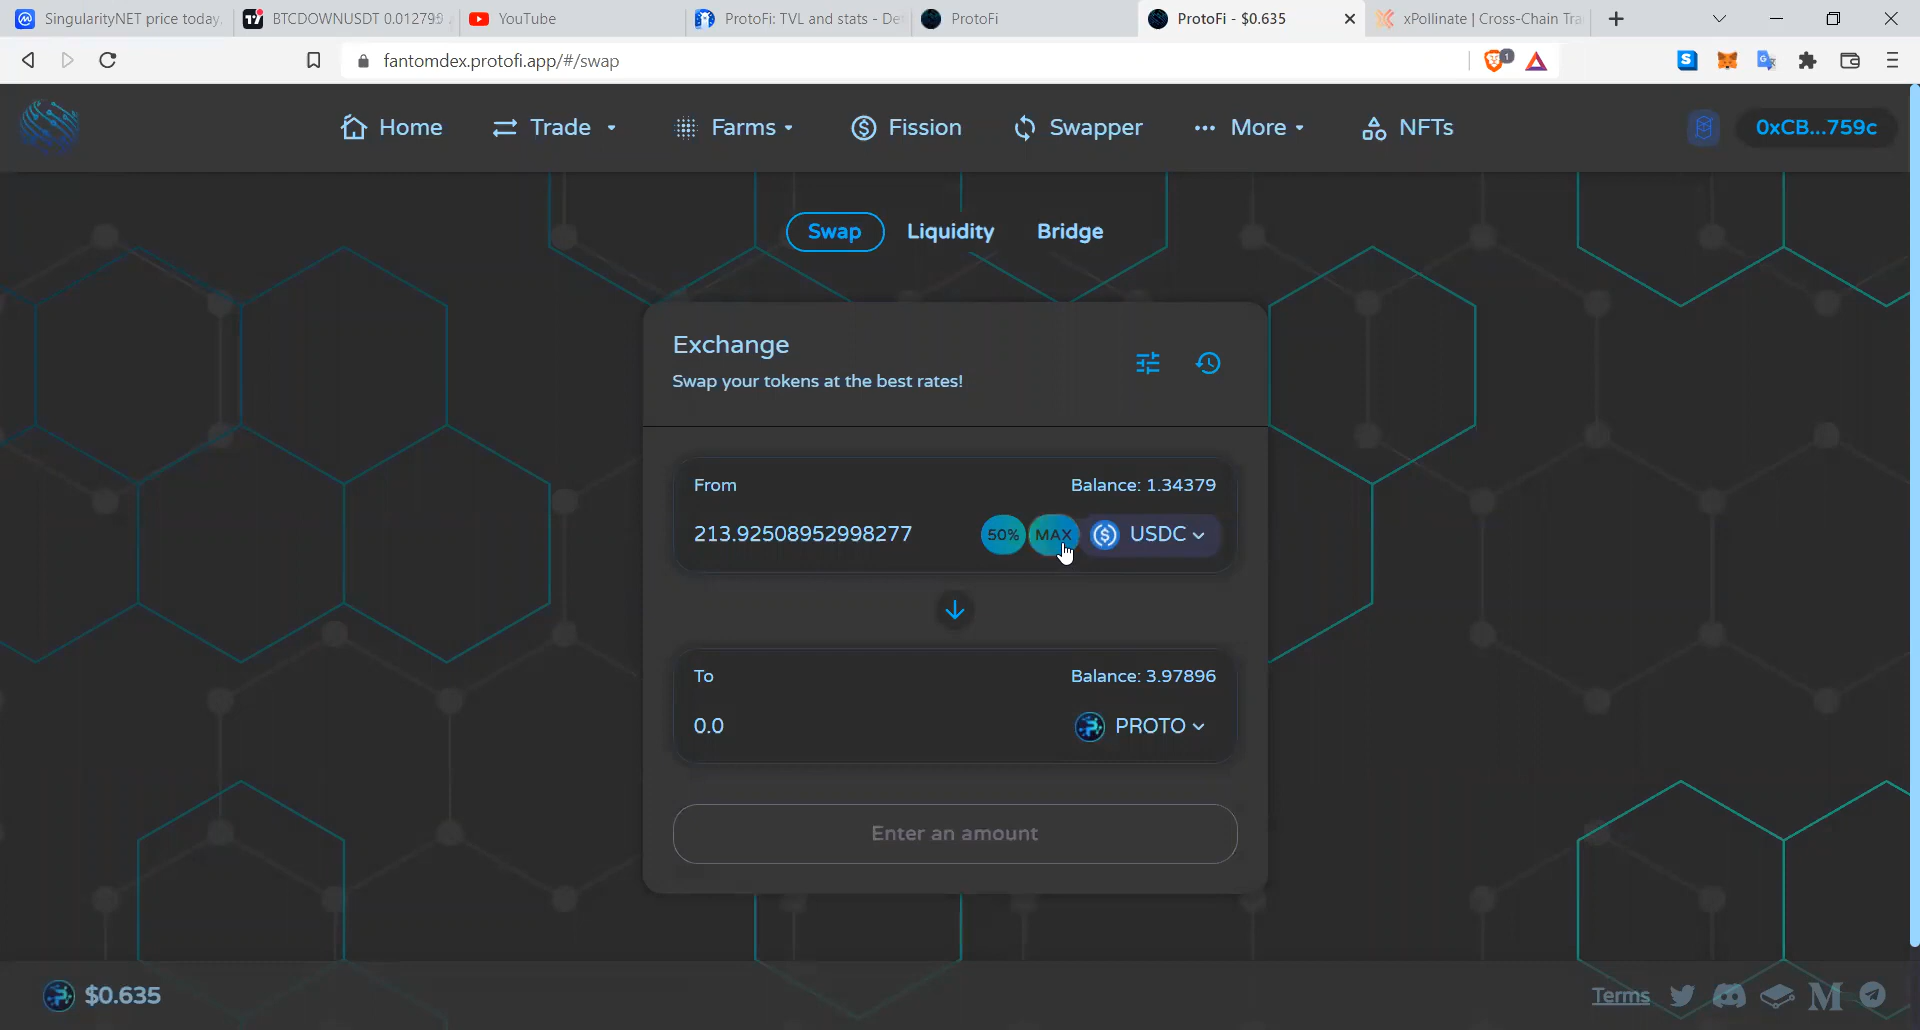 SingularityNET price today,
BTCDOWNUSDT 0.012799
YouTube
ProtoFi: TVL and stats - De
ProtoFi
ProtoFi - $0.635
xPollinate | Cross-Chain Tra
fantomdex.protofi.app/#/swap
1
Home
Trade
Farms
Fission
Swapper
More
NFTs
0xCB...759c
Swap
Liquidity
Bridge
Exchange
Swap your tokens at the best rates!
From
Balance: 1.34379
213.92508952998277
50%
MAX
USDC
To
Balance: 3.97896
0.0
PROTO
Enter an amount
$0.635
Terms